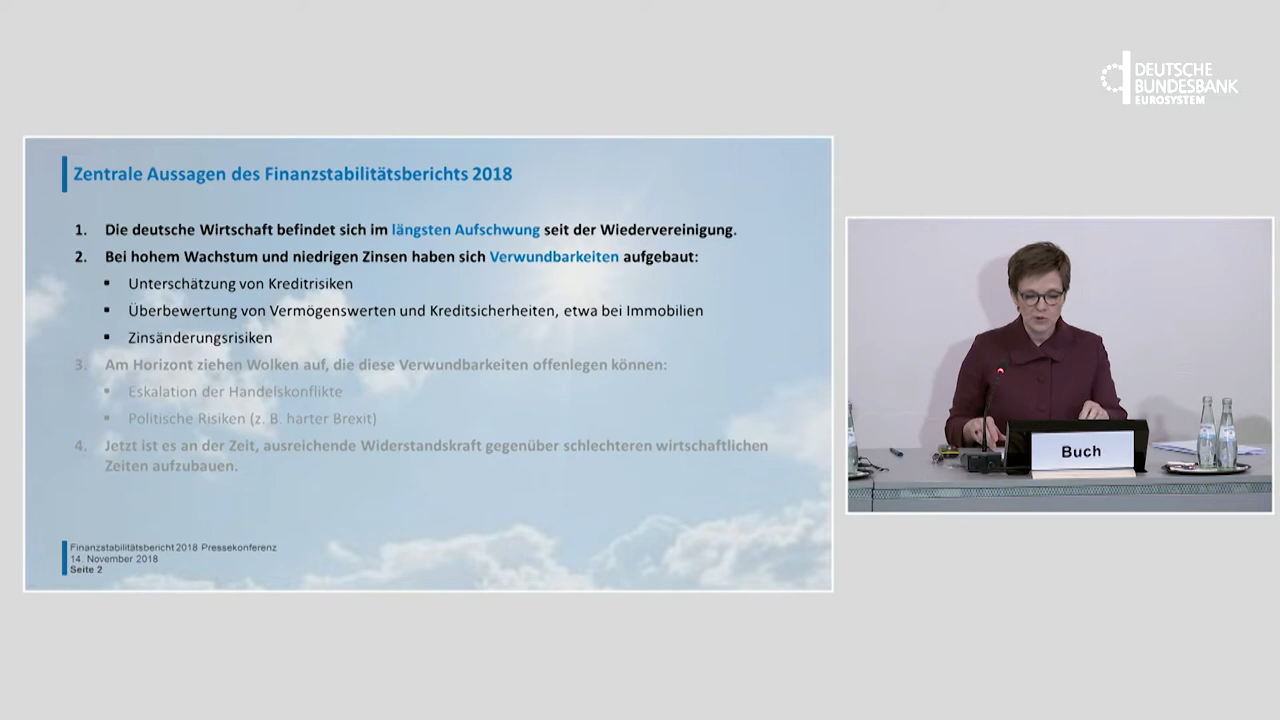 DEUTSCHE
BUNDESBANK
EUROSYSTEM
Zentrale Aussagen des Finanzstabilitätsberichts 2018
1. Die deutsche Wirtschaft befindet sich im längsten Aufschwung seit der Wiedervereinigung.
2. Bei hohem Wachstum und niedrigen Zinsen haben sich Verwundbarkeiten aufgebaut:
▪ Unterschätzung von Kreditrisiken
▪ Überbewertung von Vermögenswerten und Kreditsicherheiten, etwa bei Immobilien
▪ Zinsänderungsrisiken
3. Am Horizont ziehen Wolken auf, die diese Verwundbarkeiten offenlegen können:
▪ Eskalation der Handelskonflikte
▪ Politische Risiken (z. B. harter Brexit)
4. Jetzt ist es an der Zeit, ausreichende Widerstandskraft gegenüber schlechteren wirtschaftlichen
Zeiten aufzubauen.
Finanzstabilitätsbericht 2018 Pressekonferenz
14. November 2018
Seite 2
Buch